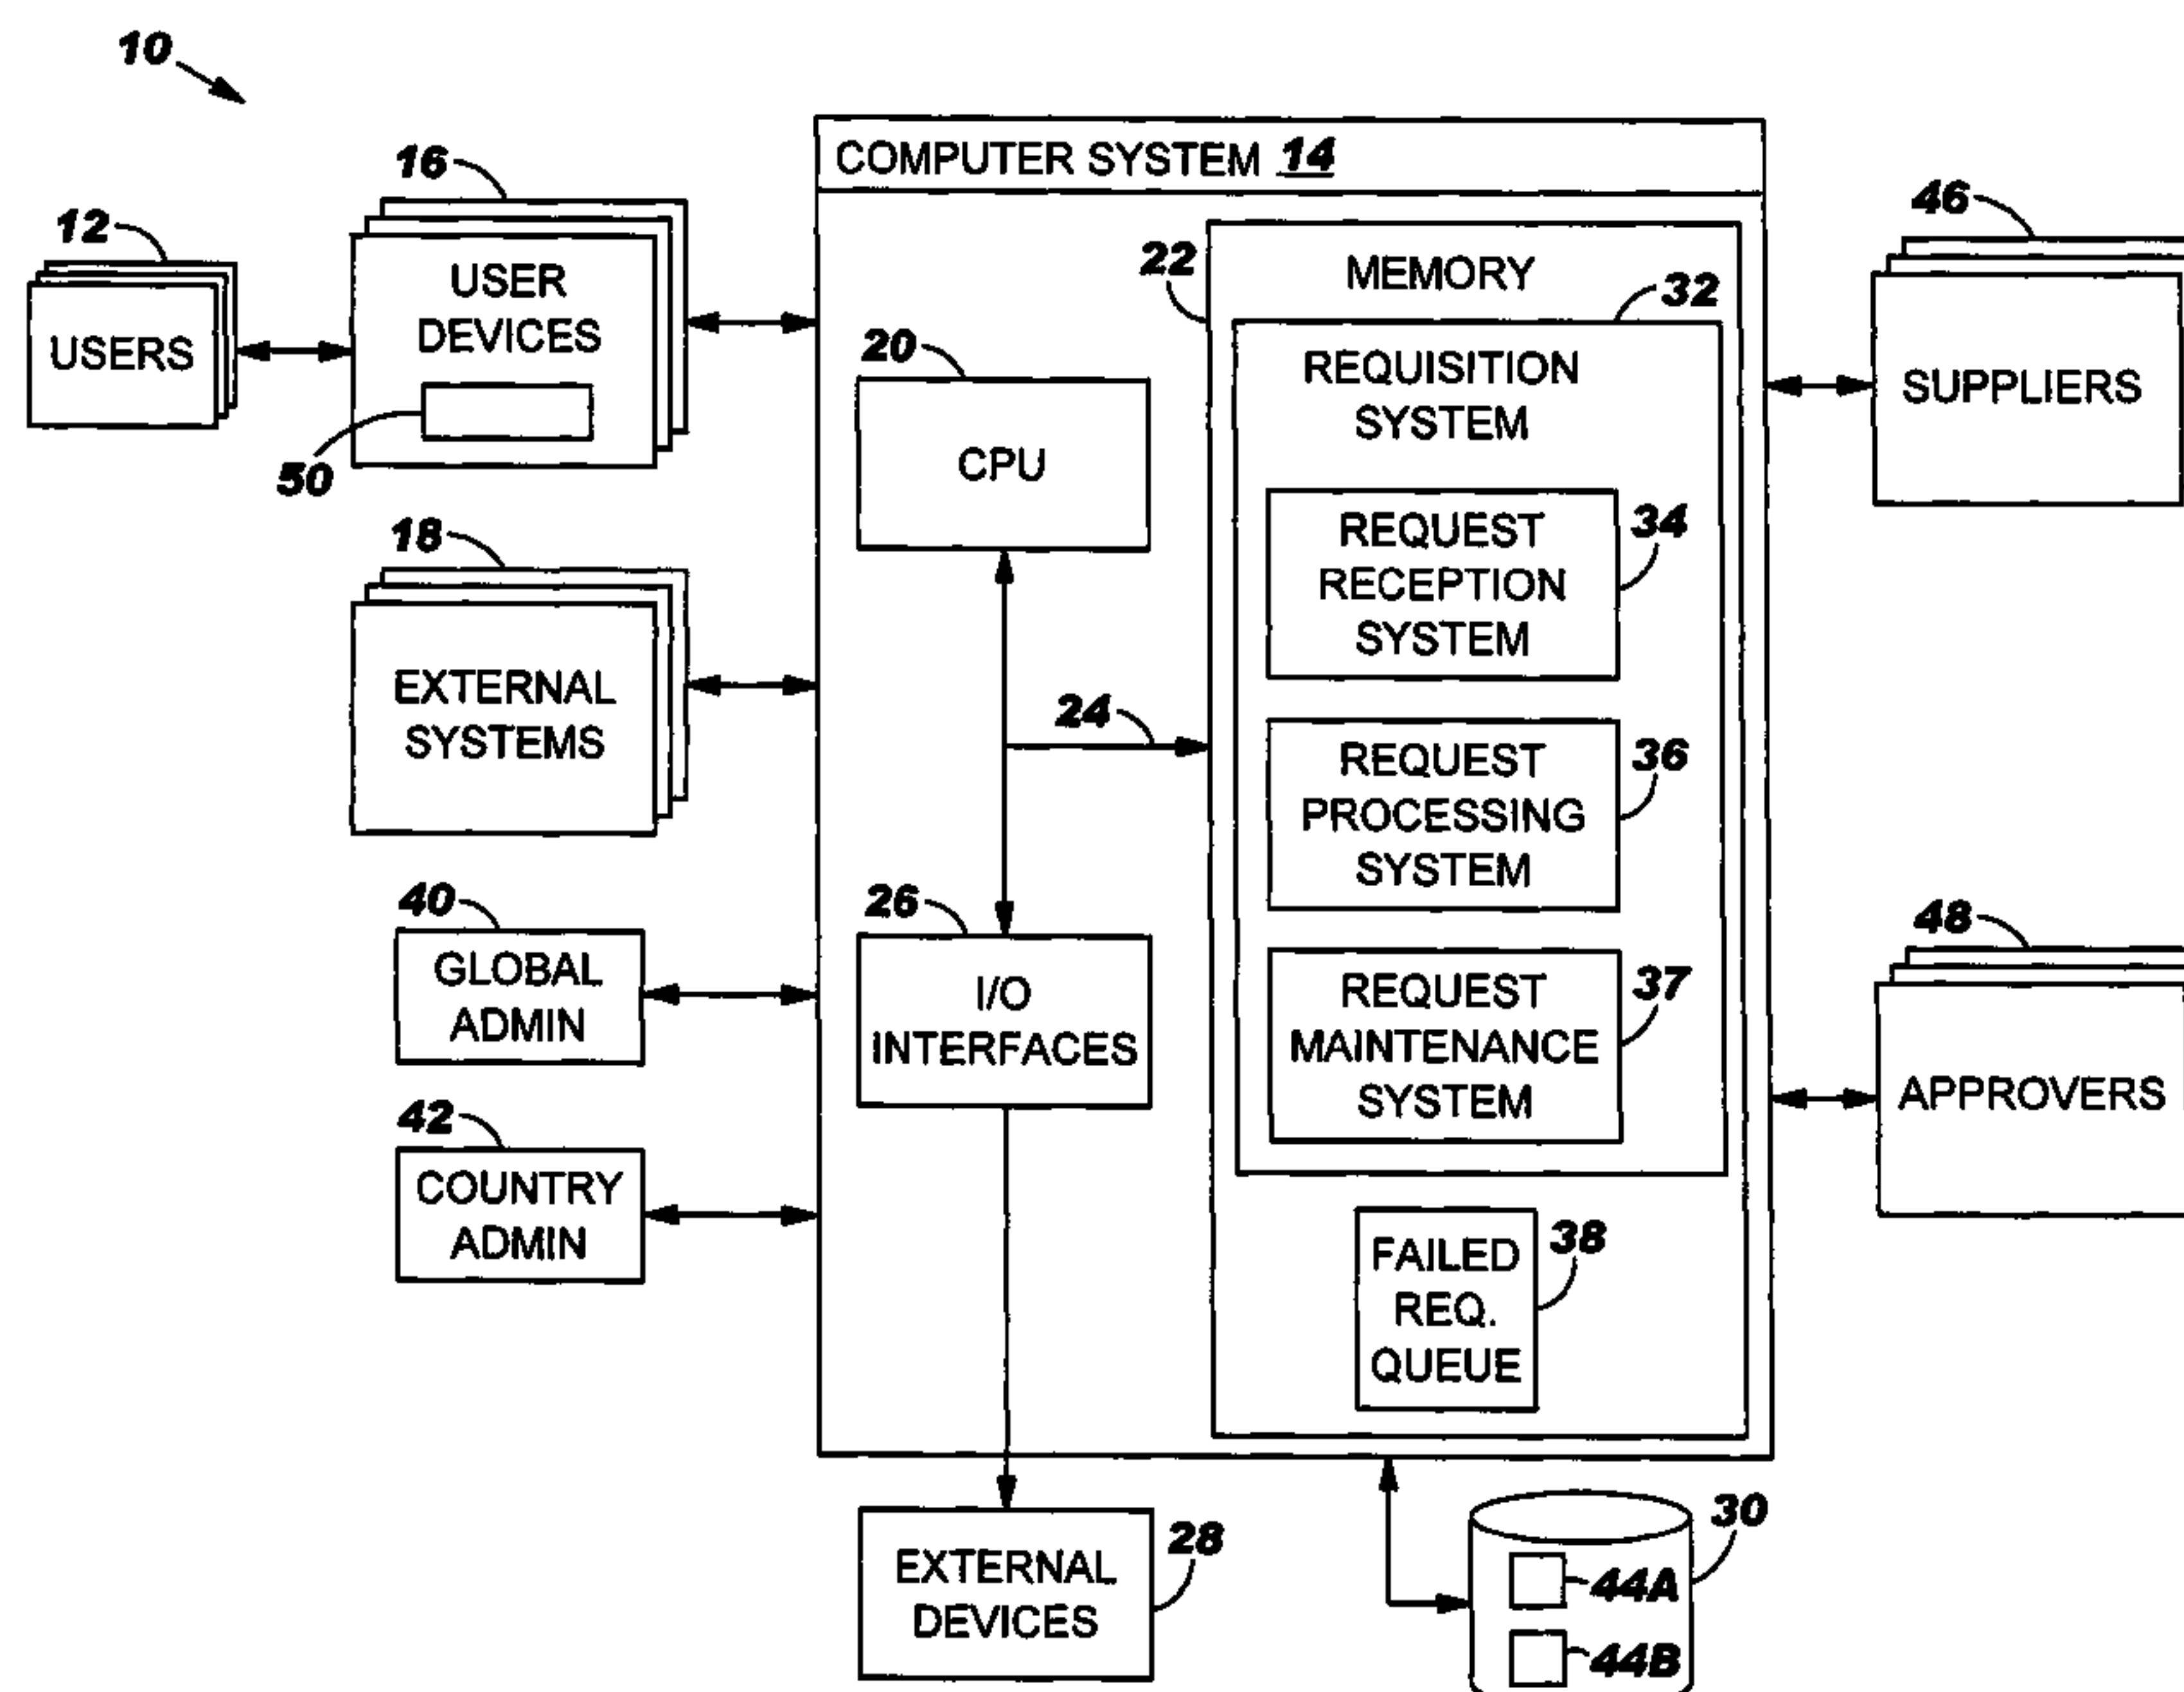 10
COMPUTER SYSTEM 14
16
12
46
USER
DEVICES
22
MEMORY
32
USERS
20
REQUISITION
SYSTEM
SUPPLIERS
50
CPU
18
REQUEST
RECEPTION
SYSTEM
34
EXTERNAL
SYSTEMS
24
REQUEST
PROCESSING
SYSTEM
36
40
26
48
GLOBAL
ADMIN
I/O
INTERFACES
REQUEST
MAINTENANCE
SYSTEM
37
APPROVERS
42
COUNTRY
ADMIN
FAILED
REQ.
QUEUE
38
EXTERNAL
DEVICES
28
30
44A
44B